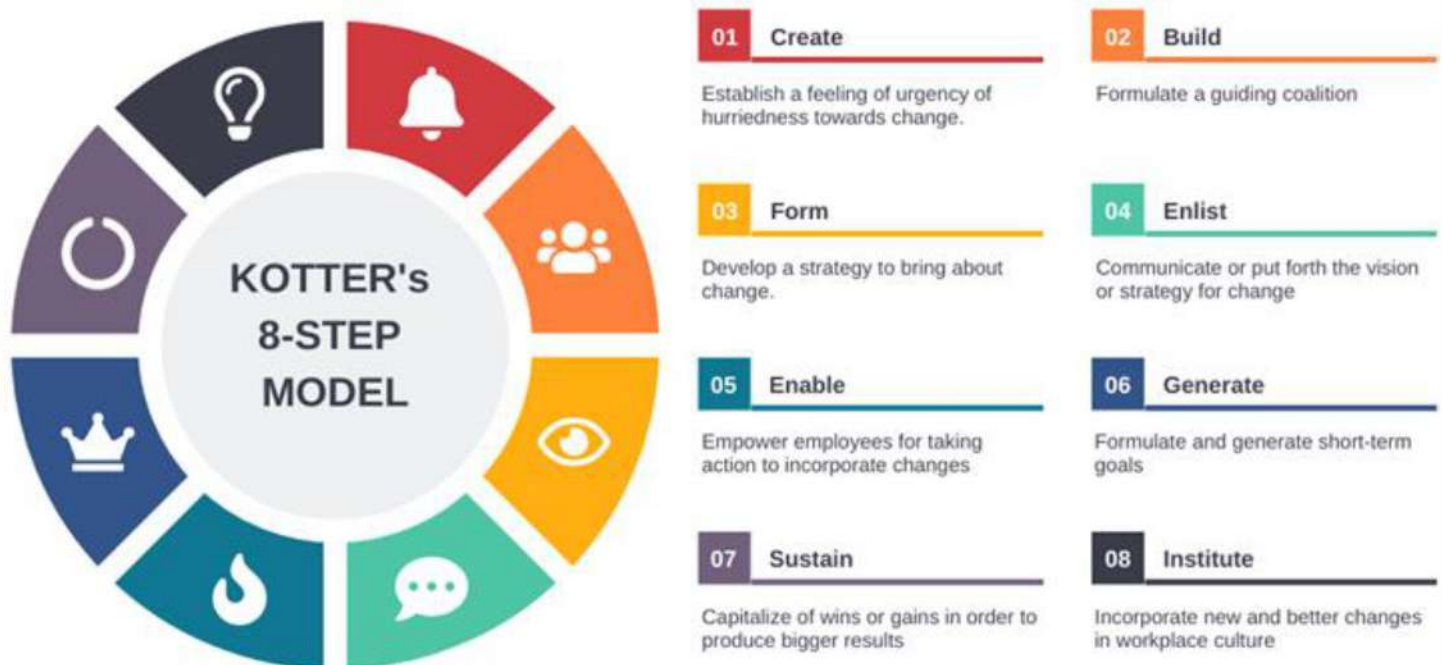 KOTTER's
8-STEP
MODEL
01 Create
Establish a feeling of urgency of
hurriedness towards change.
02 Build
Formulate a guiding coalition
03 Form
Develop a strategy to bring about
change.
04 Enlist
Communicate or put forth the vision
or strategy for change
05 Enable
Empower employees for taking
action to incorporate changes
06 Generate
Formulate and generate short-term
goals
07 Sustain
Capitalize of wins or gains in order to
produce bigger results
08 Institute
Incorporate new and better changes
in workplace culture